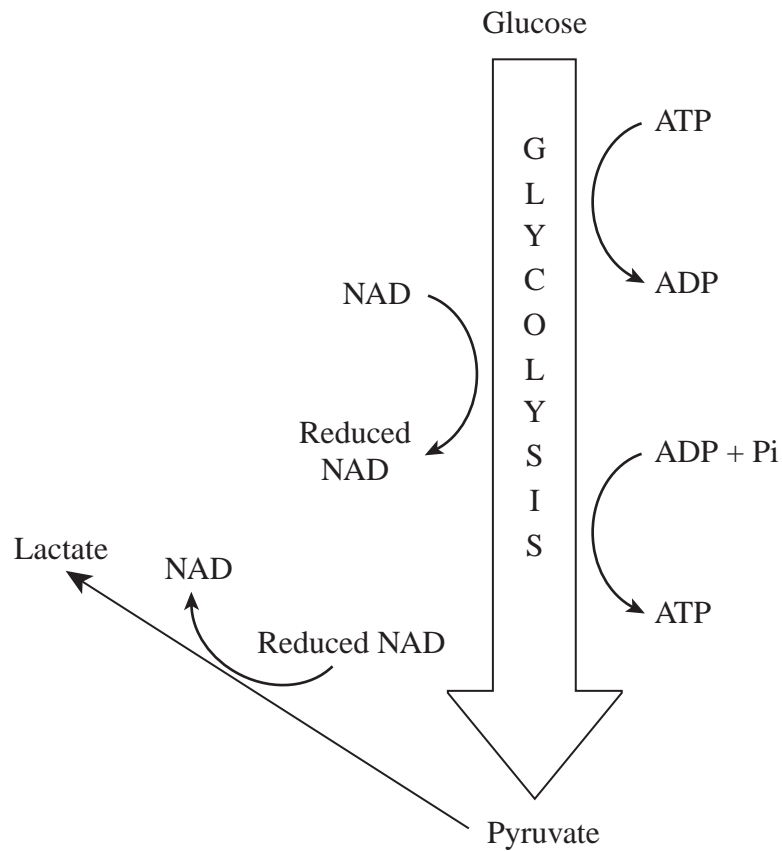 Glucose
ATP
G
L
Y
C
O
L
Y
S
I
S
ADP
NAD
Reduced
NAD
ADP + Pi
ATP
Lactate
NAD
Reduced NAD
Pyruvate